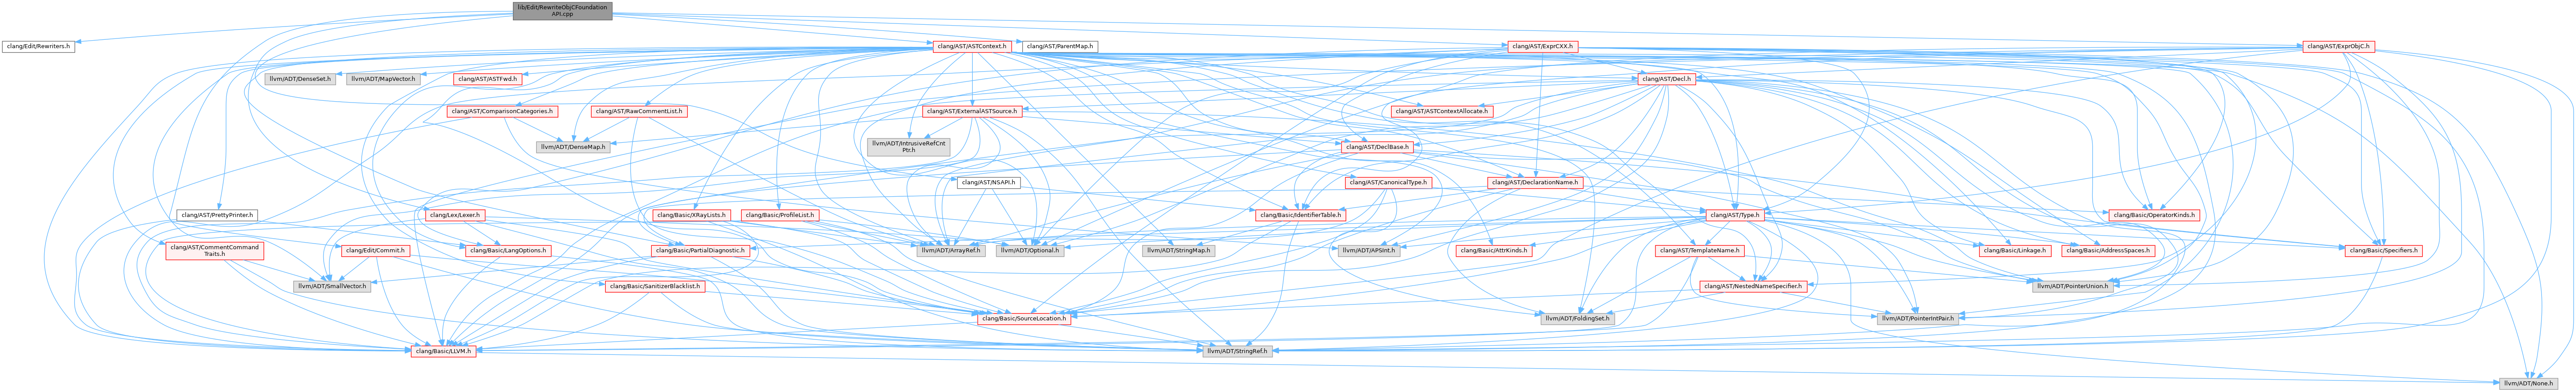 lib/Edit/RewriteObjCFoundation
API.cpp
clang/Edit/Rewriters.h
clang/AST/ASTContext.h
clang/AST/ParentMap.h
clang/AST/ExprCXX.h
clang/AST/ExprObjC.h
llvm/ADT/DenseSet.h
llvm/ADT/MapVector.h
clang/AST/ASTFwd.h
clang/AST/Decl.h
clang/AST/ComparisonCategories.h
clang/AST/RawCommentList.h
clang/AST/ExternalASTSource.h
clang/AST/ASTContextAllocate.h
llvm/ADT/DenseMap.h
llvm/ADT/IntrusiveRefCnt
Ptr.h
clang/AST/DeclBase.h
clang/AST/NSAPI.h
clang/AST/CanonicalType.h
clang/AST/DeclarationName.h
clang/AST/PrettyPrinter.h
clang/Lex/Lexer.h
clang/Basic/XRayLists.h
clang/Basic/ProfileList.h
clang/Basic/IdentifierTable.h
clang/AST/Type.h
clang/Basic/OperatorKinds.h
clang/AST/CommentCommand
Traits.h
clang/Edit/Commit.h
clang/Basic/LangOptions.h
clang/Basic/PartialDiagnostic.h
llvm/ADT/ArrayRef.h
llvm/ADT/Optional.h
llvm/ADT/StringMap.h
llvm/ADT/APSInt.h
clang/Basic/AttrKinds.h
clang/AST/TemplateName.h
clang/Basic/Linkage.h
clang/Basic/AddressSpaces.h
clang/Basic/Specifiers.h
llvm/ADT/SmallVector.h
clang/Basic/SanitizerBlacklist.h
clang/AST/NestedNameSpecifier.h
llvm/ADT/PointerUnion.h
clang/Basic/SourceLocation.h
llvm/ADT/FoldingSet.h
llvm/ADT/PointerIntPair.h
clang/Basic/LLVM.h
llvm/ADT/StringRef.h
llvm/ADT/None.h